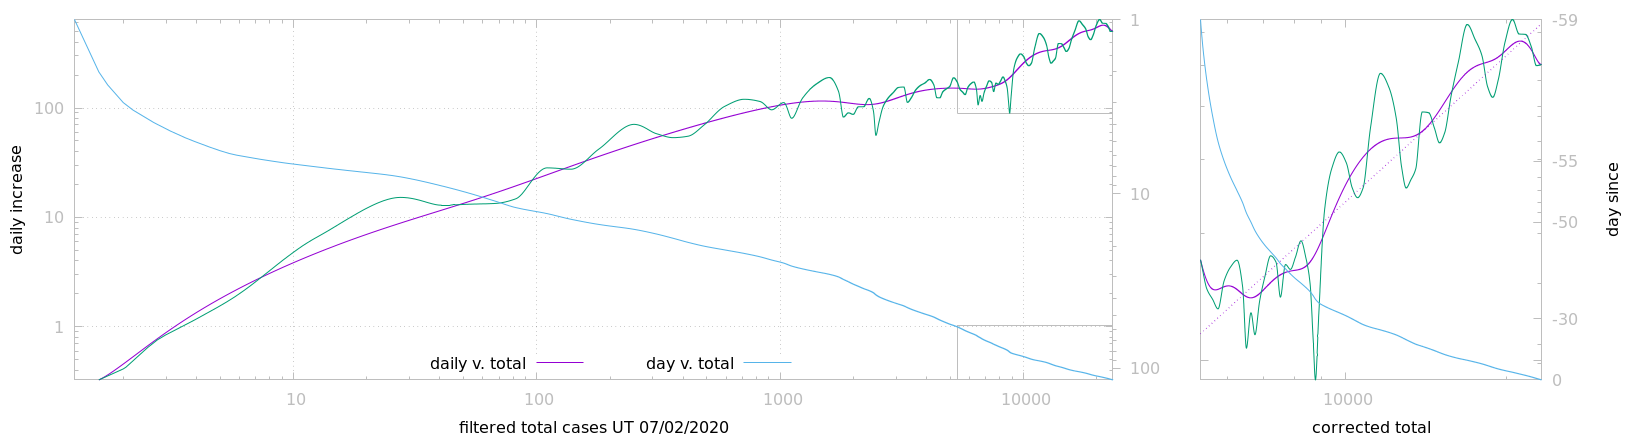 daily increase
100
10
1
1
10
100
daily v. total
day v. total
10
100
1000
10000
filtered total cases UT 07/02/2020
-59
-55
-50
-30
0
day since
10000
corrected total